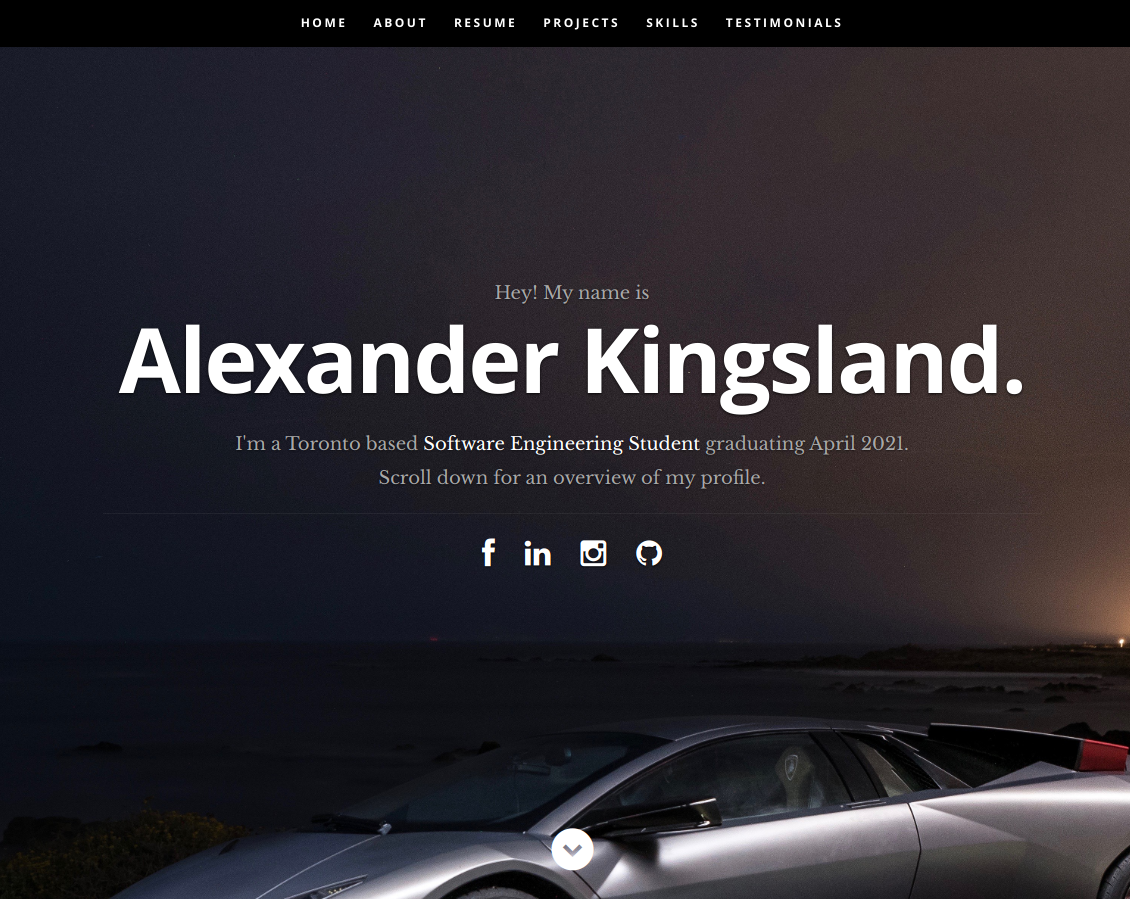 HOME ABOUT RESUME PROJECTS SKILLS TESTIMONIALS
Hey! My name is
Alexander Kingsland.
I'm a Toronto based Software Engineering Student graduating April 2021.
Scroll down for an overview of my profile.